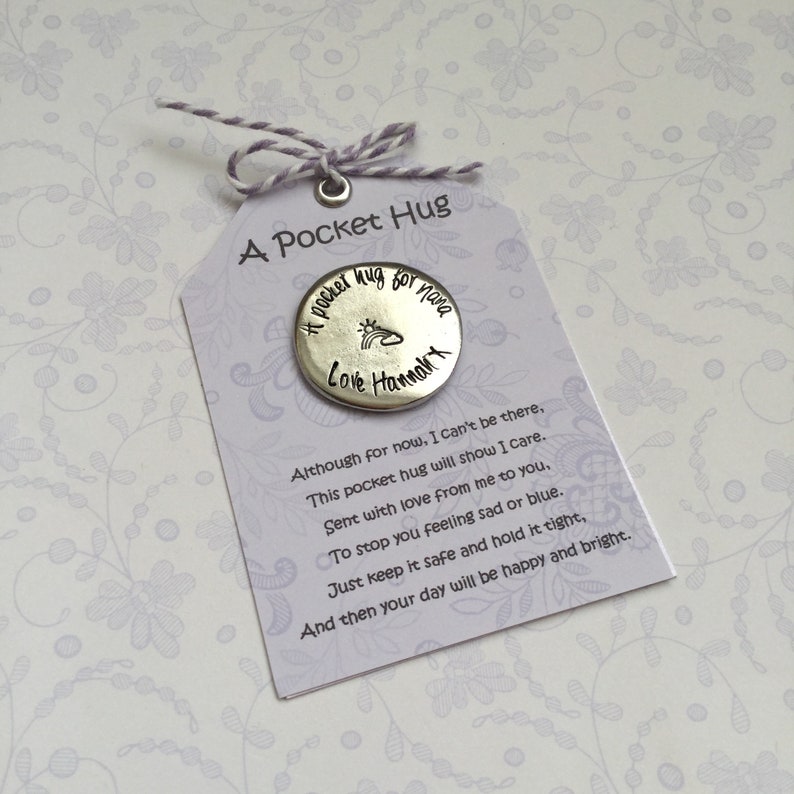 A Pocket Hug
A pocket hug for nana
Love Hannah x
Although for now, I can't be there,
This pocket hug will show I care.
Sent with love from me to you,
To stop you feeling sad or blue.
Just keep it safe and hold it tight,
And then your day will be happy and bright.